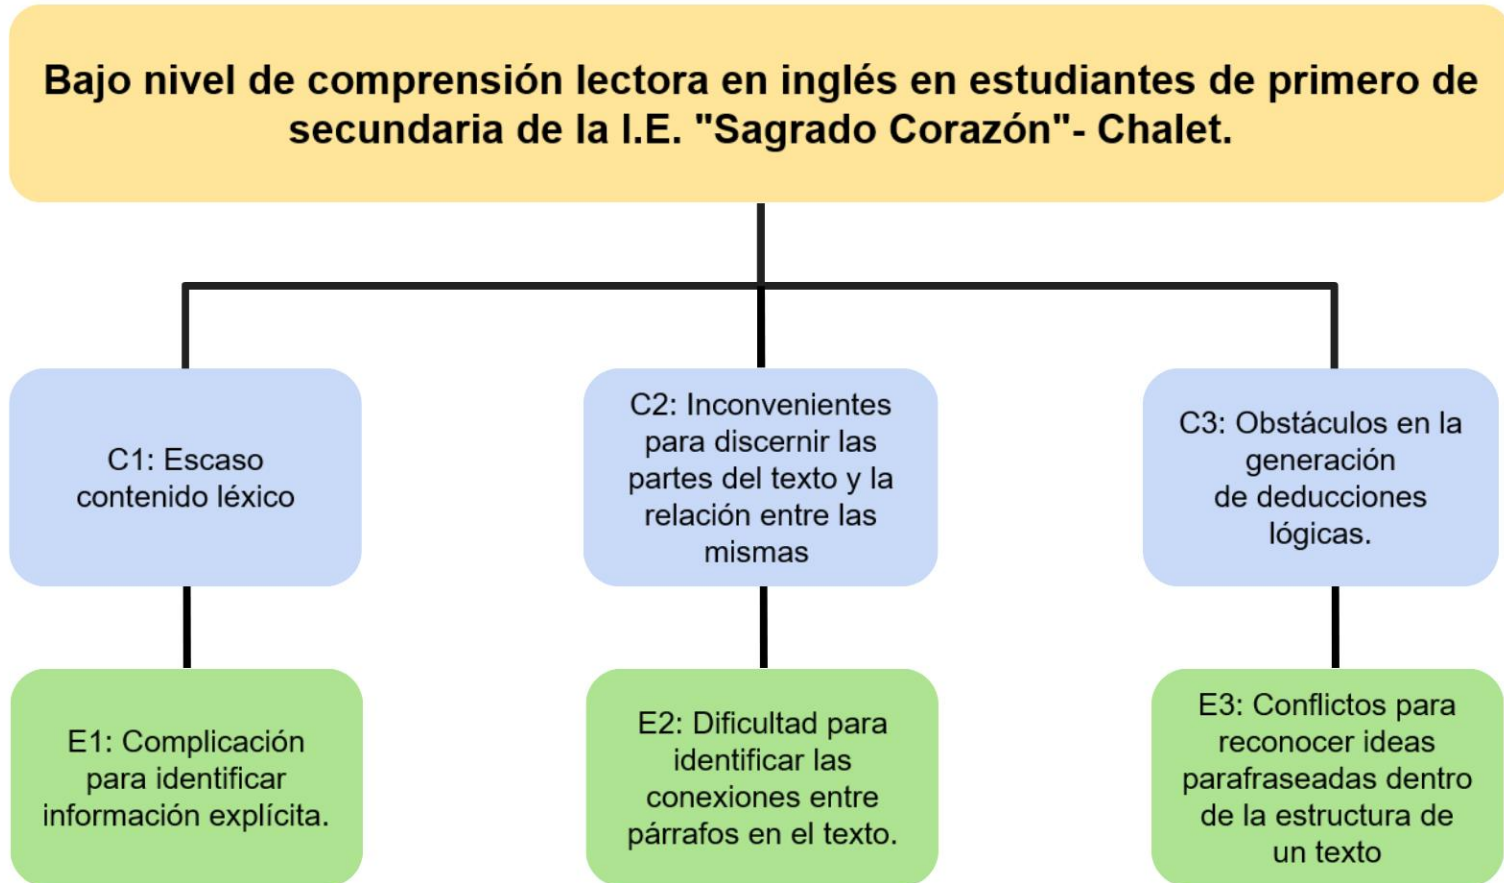 Bajo nivel de comprensión lectora en inglés en estudiantes de primero de
secundaria de la I.E. "Sagrado Corazón"- Chalet.
C1: Escaso
contenido léxico
C2: Inconvenientes
para discernir las
partes del texto y la
relación entre las
mismas
C3: Obstáculos en la
generación
de deducciones
lógicas.
E1: Complicación
para identificar
información explícita.
E2: Dificultad para
identificar las
conexiones entre
párrafos en el texto.
E3: Conflictos para
reconocer ideas
parafraseadas dentro
de la estructura de
un texto